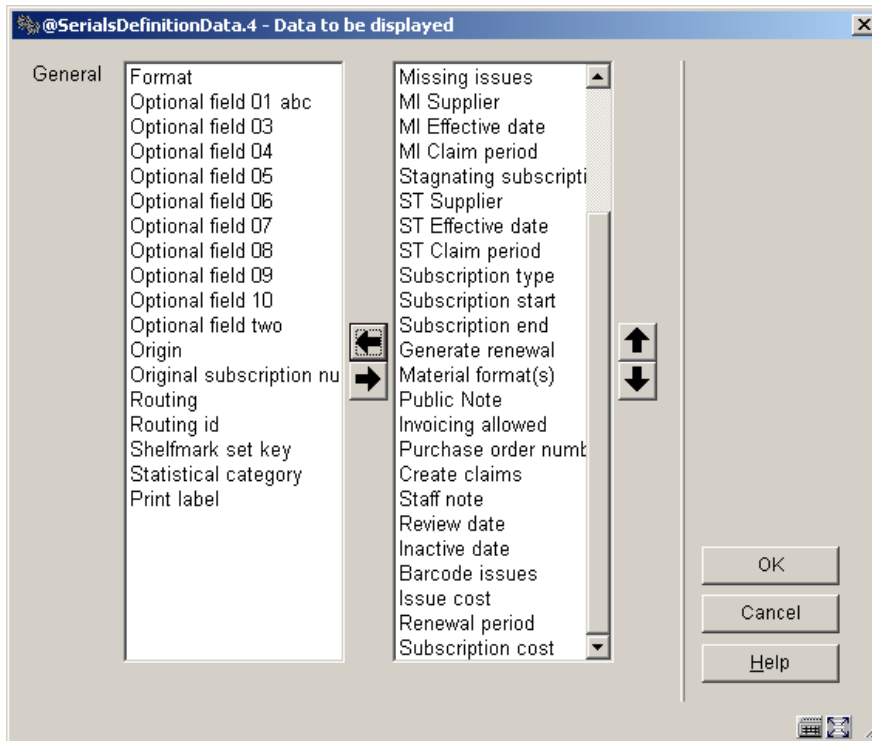 @SerialsDefinitionData.4 - Data to be displayed
General
Format
Optional field 01 abc
Optional field 03
Optional field 04
Optional field 05
Optional field 06
Optional field 07
Optional field 08
Optional field 09
Optional field 10
Optional field two
Origin
Original subscription nu
Routing
Routing id
Shelfmark set key
Statistical category
Print label
Missing issues
MI Supplier
MI Effective date
MI Claim period
Stagnating subscripti
ST Supplier
ST Effective date
ST Claim period
Subscription type
Subscription start
Subscription end
Generate renewal
Material format(s)
Public Note
Invoicing allowed
Purchase order numb
Create claims
Staff note
Review date
Inactive date
Barcode issues
Issue cost
Renewal period
Subscription cost
OK
Cancel
Help